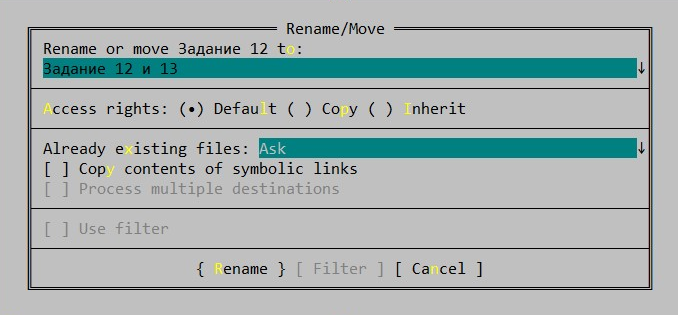 Rename/Move
Rename or move Задание 12 to:
Задание 12 и 13↓
Access rights: (•) Default ( ) Copy ( ) Inherit
Already existing files: Ask↓
[ ] Copy contents of symbolic links
[ ] Process multiple destinations
[ ] Use filter
{ Rename } [ Filter ] [ Cancel ]